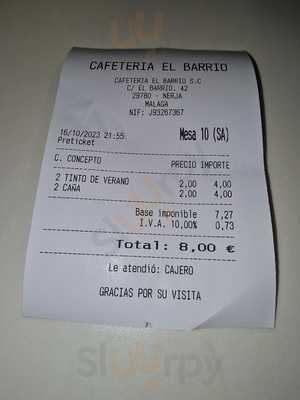 CAFETERIA EL BARRIO
CAFETERIA EL BARRIO S.C
C/ EL BARRIO, 42
29780 - NERJA
MALAGA
NIF: J93267367
16/10/2023 21:55 Mesa 10 (SA)
Preticket
C. CONCEPTO PRECIO IMPORTE
2 TINTO DE VERANO 2,00 4,00
2 CAÑA 2,00 4,00
Base imponible 7,27
I.V.A. 10,00% 0,73
Total: 8,00 €
Le atendió: CAJERO
GRACIAS POR SU VISITA
sluurpy